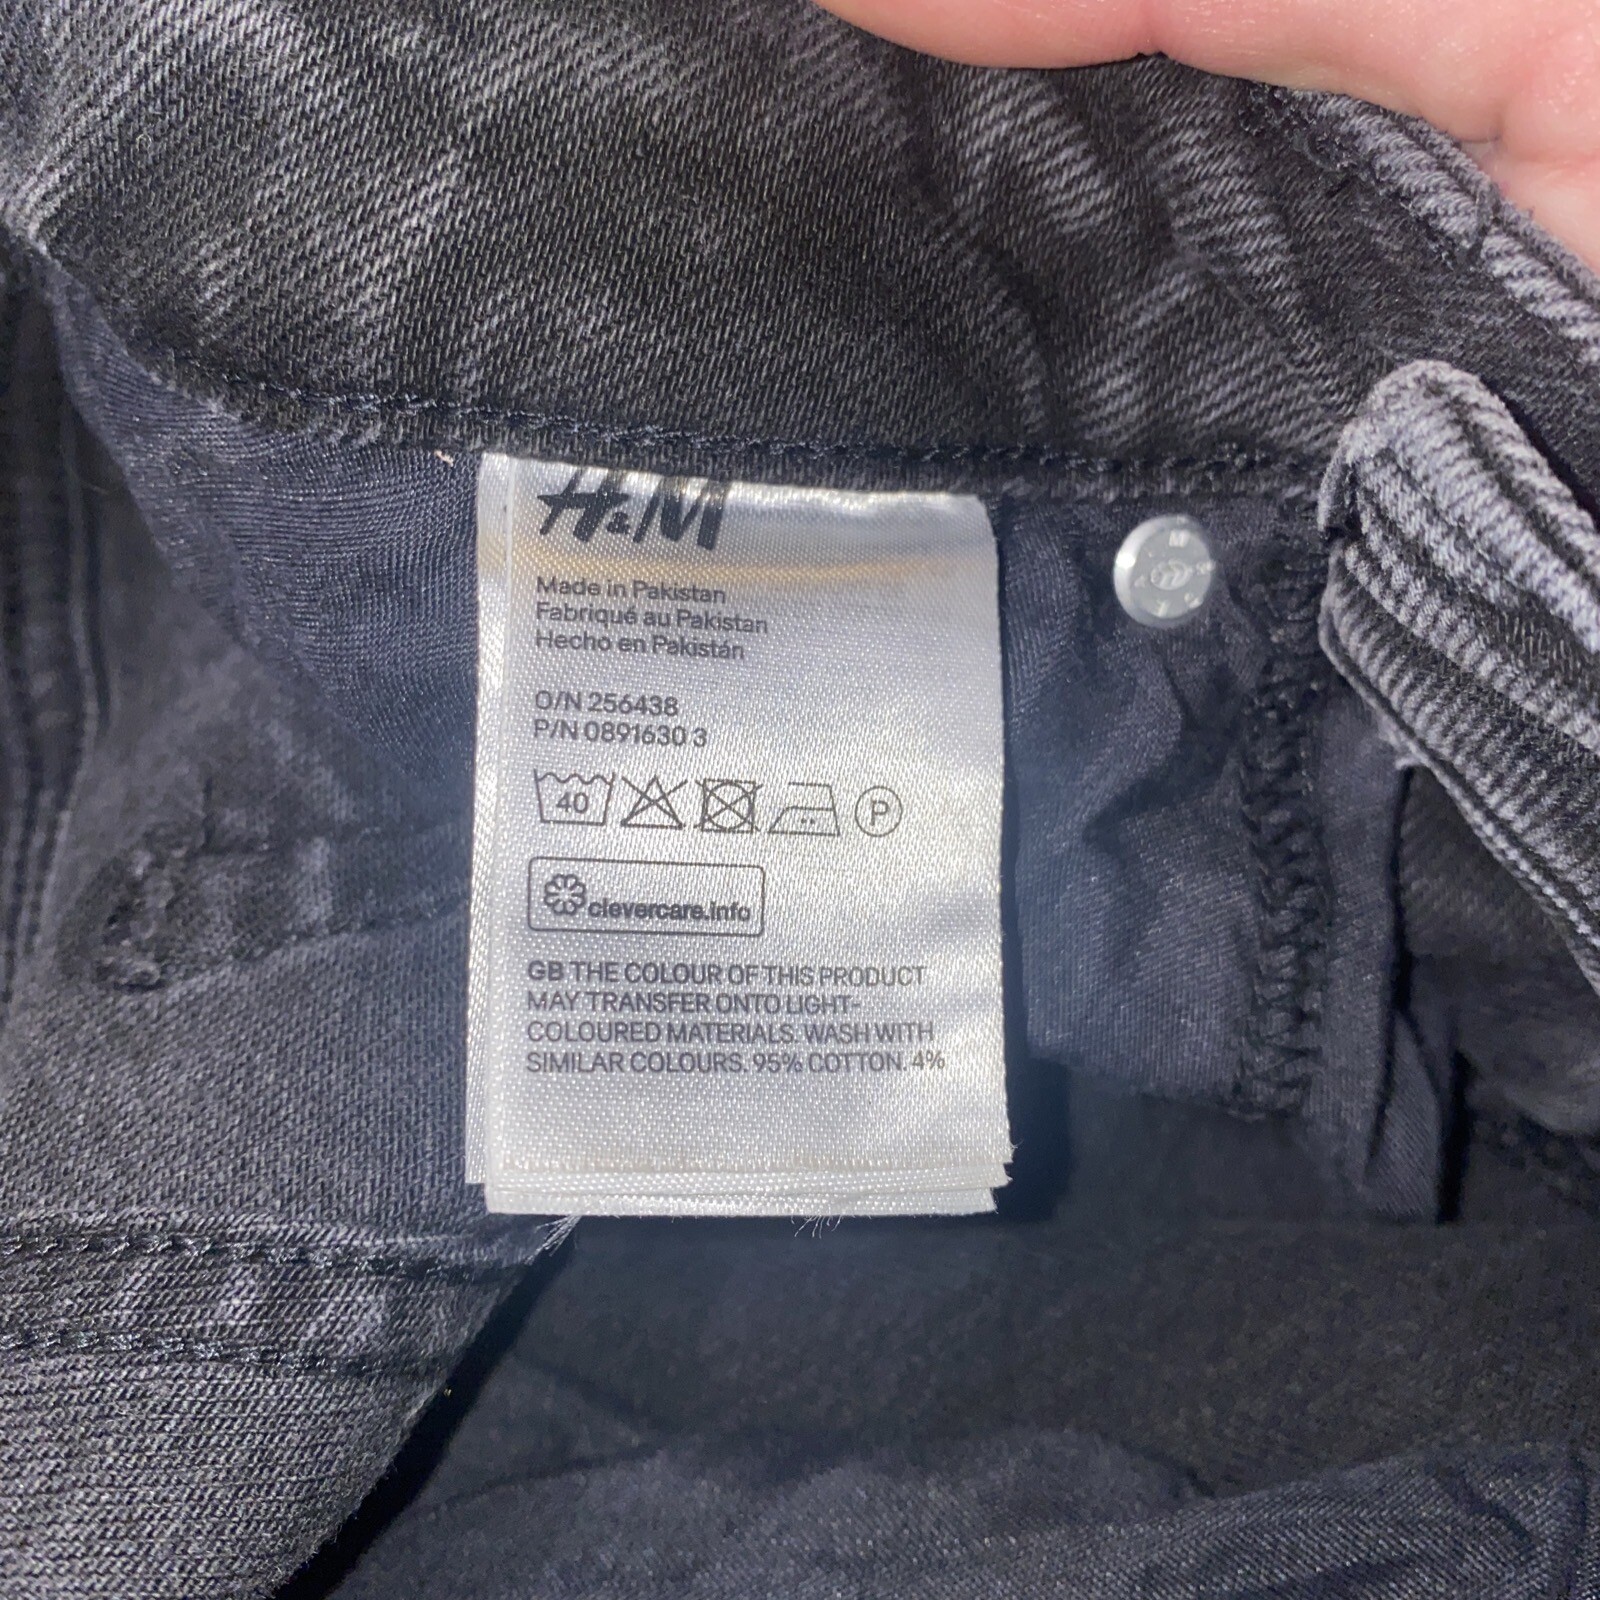 H&M
Made in Pakistan
Fabriqué au Pakistan
Hecho en Pakistán
O/N 256438
P/N 0891630 3
40
P
clevercare.info
GB THE COLOUR OF THIS PRODUCT
MAY TRANSFER ONTO LIGHT-
COLOURED MATERIALS. WASH WITH
SIMILAR COLOURS. 95% COTTON. 4%